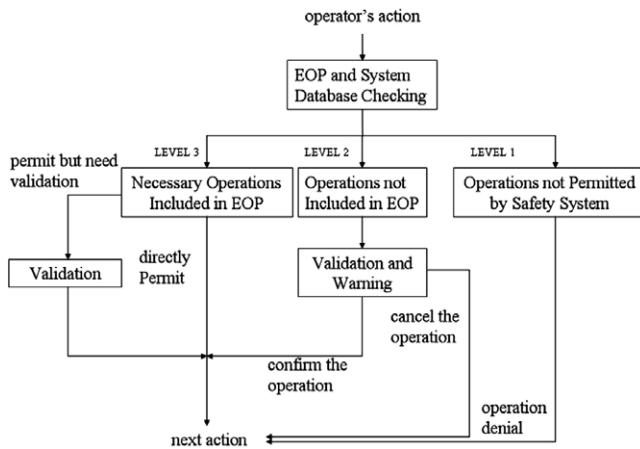 operator's action
EOP and System
Database Checking
LEVEL 3
LEVEL 2
LEVEL 1
permit but need
validation
Necessary Operations
Included in EOP
Operations not
Included in EOP
Operations not Permitted
by Safety System
Validation
directly
Permit
Validation and
Warning
cancel the
operation
confirm the
operation
operation
denial
next action